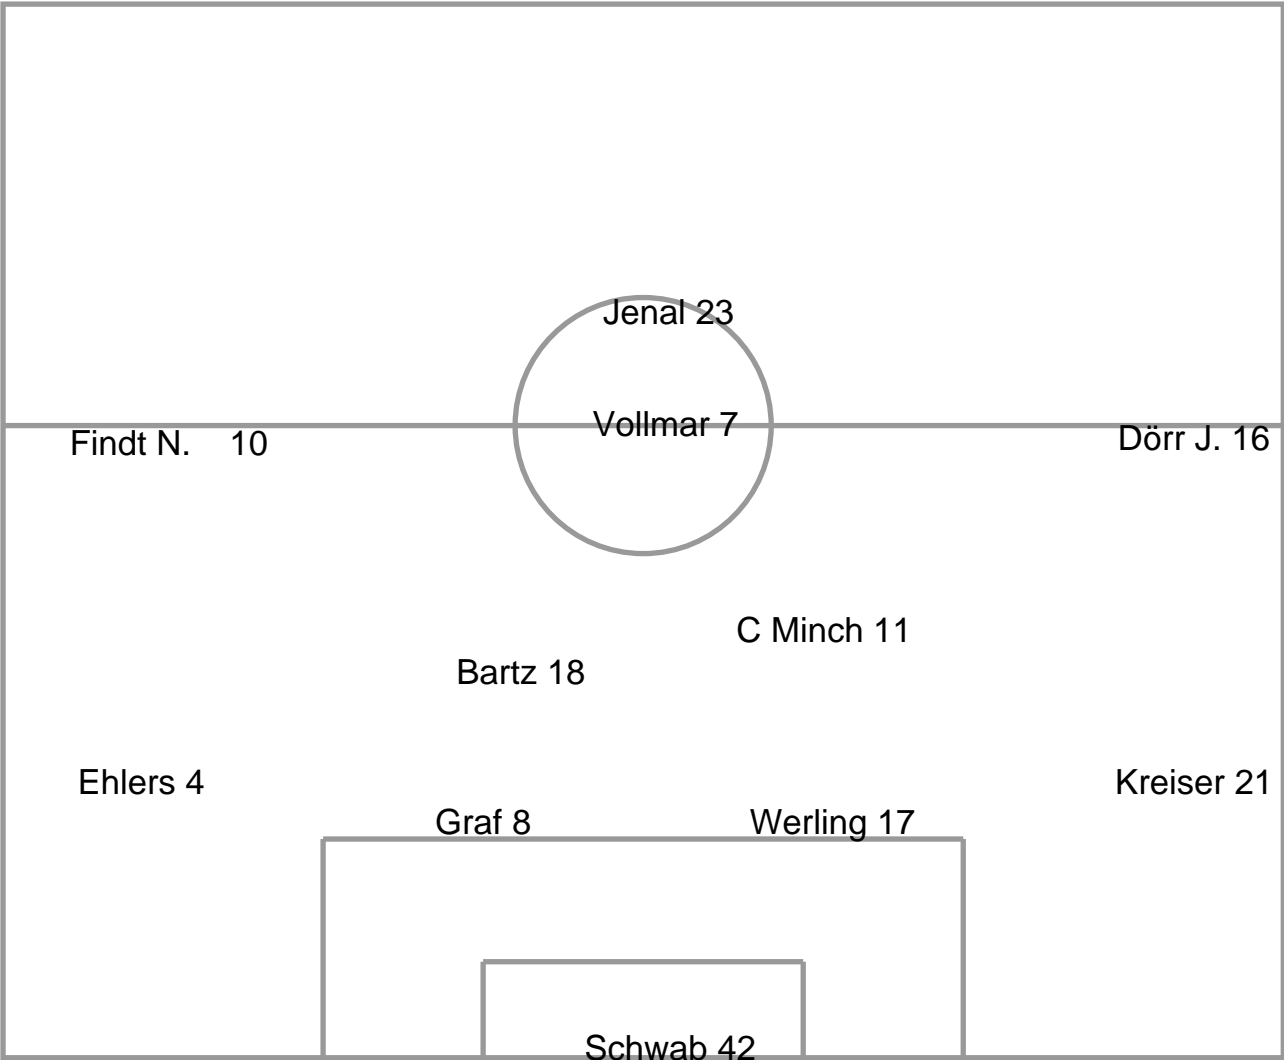 Jenal 23
Vollmar 7
Findt N. 10
Dörr J. 16
C Minch 11
Bartz 18
Ehlers 4
Kreiser 21
Graf 8
Werling 17
Schwab 42